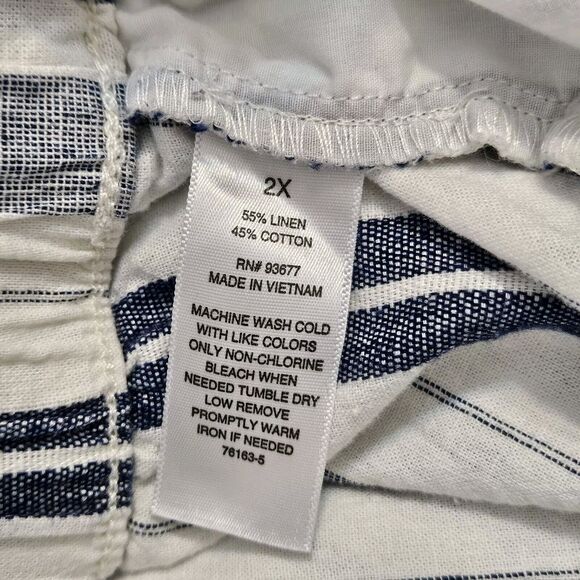 2X
55% LINEN
45% COTTON
RN# 93677
MADE IN VIETNAM
MACHINE WASH COLD
WITH LIKE COLORS
ONLY NON-CHLORINE
BLEACH WHEN
NEEDED TUMBLE DRY
LOW REMOVE
PROMPTLY WARM
IRON IF NEEDED
76163-5